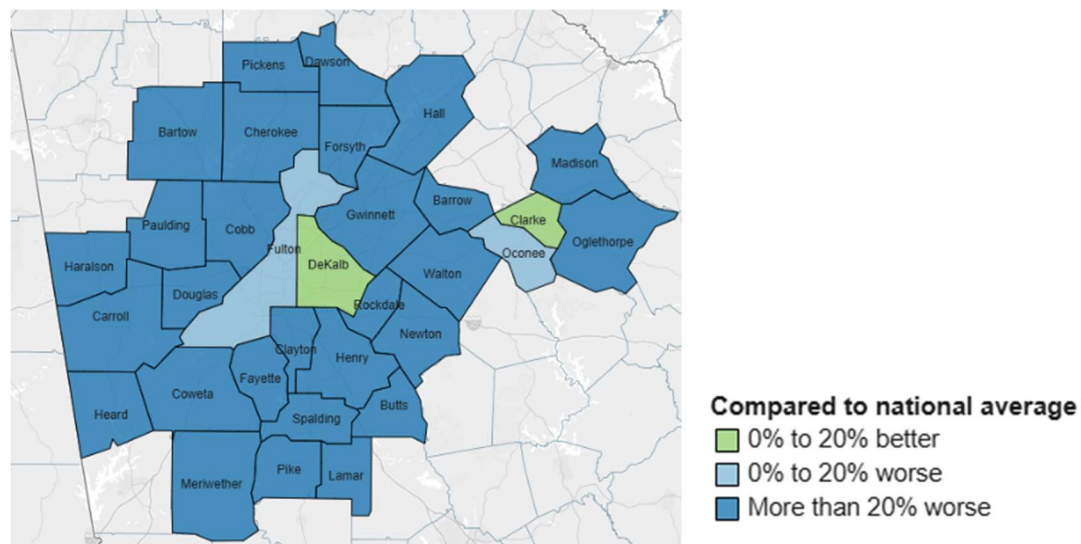 Pickens
Dawson
Hall
Bartow
Cherokee
Forsyth
Madison
Paulding
Cobb
Gwinnett
Barrow
Clarke
Fulton
Oconee
Oglethorpe
Haralson
DeKalb
Walton
Douglas
Rockdale
Carroll
Newton
Clayton
Henry
Fayette
Coweta
Butts
Heard
Spalding
Meriwether
Pike
Lamar
Compared to national average
0% to 20% better
0% to 20% worse
More than 20% worse